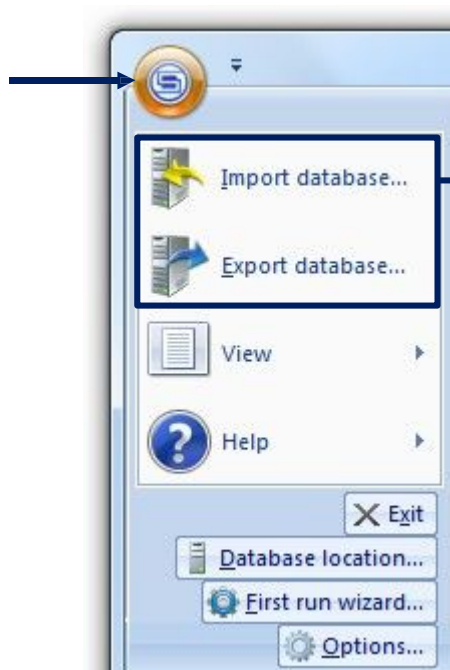 Import database...
Export database...
View
Help
Exit
Database location...
First run wizard...
Options...